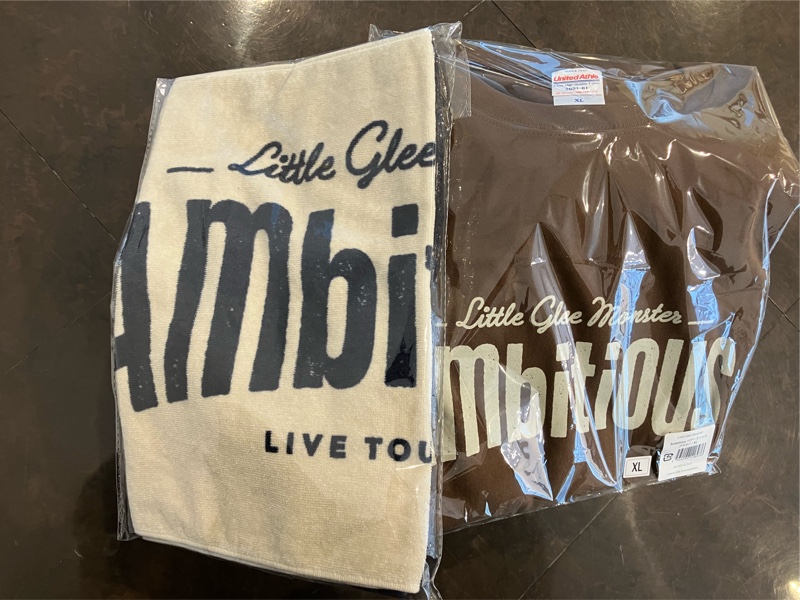 Little Glee
Ambi
LIVE TOU
United Athle
XL
Little Glee Monster
mbitious
XL